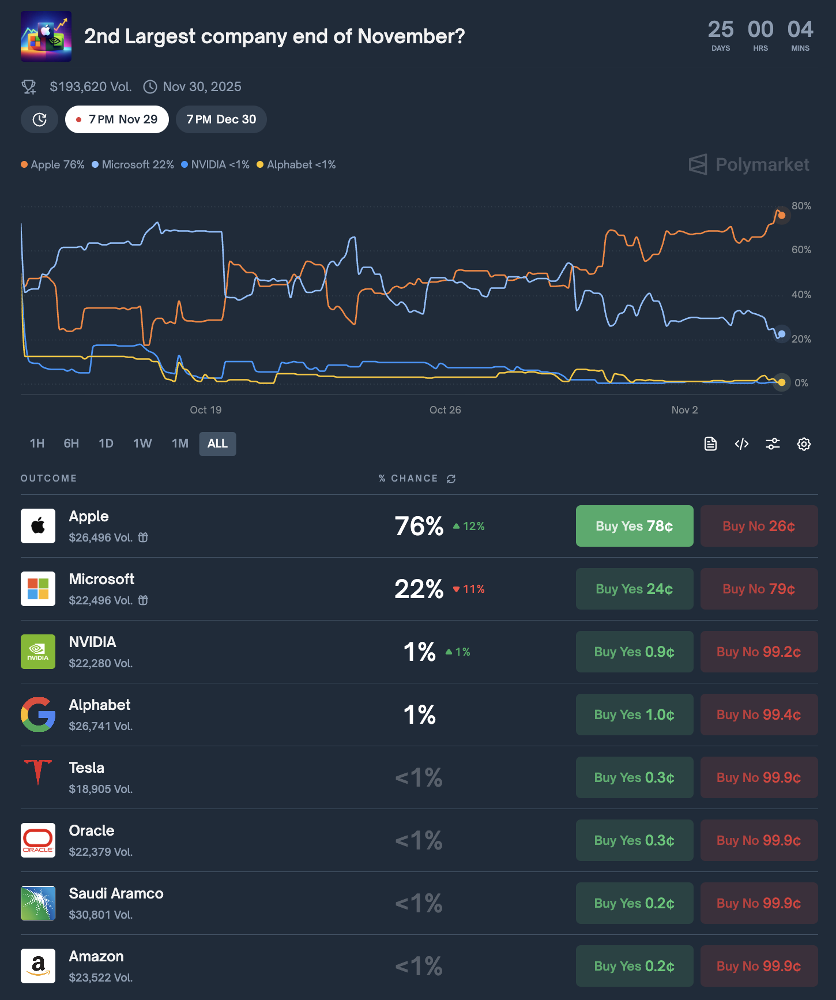 2nd Largest company end of November?
25 00 04
DAYS HRS MINS
$193,620 Vol. Nov 30, 2025
7 PM Nov 29 7 PM Dec 30
Apple 76% Microsoft 22% NVIDIA <1% Alphabet <1%
Polymarket
80%
60%
40%
20%
0%
Oct 19 Oct 26 Nov 2
1H 6H 1D 1W 1M ALL
OUTCOME % CHANCE
Apple
$26,496 Vol.
76% 12% Buy Yes 78¢ Buy No 26¢
Microsoft
$22,496 Vol.
22% 11% Buy Yes 24¢ Buy No 79¢
NVIDIA
NVIDIA
$22,280 Vol.
1% 1% Buy Yes 0.9¢ Buy No 99.2¢
Alphabet
$26,741 Vol.
1% Buy Yes 1.0¢ Buy No 99.4¢
Tesla
$18,905 Vol.
<1% Buy Yes 0.3¢ Buy No 99.9¢
Oracle
ORACLE
$22,379 Vol.
<1% Buy Yes 0.3¢ Buy No 99.9¢
Saudi Aramco
$30,801 Vol.
<1% Buy Yes 0.2¢ Buy No 99.9¢
Amazon
$23,522 Vol.
<1% Buy Yes 0.2¢ Buy No 99.9¢